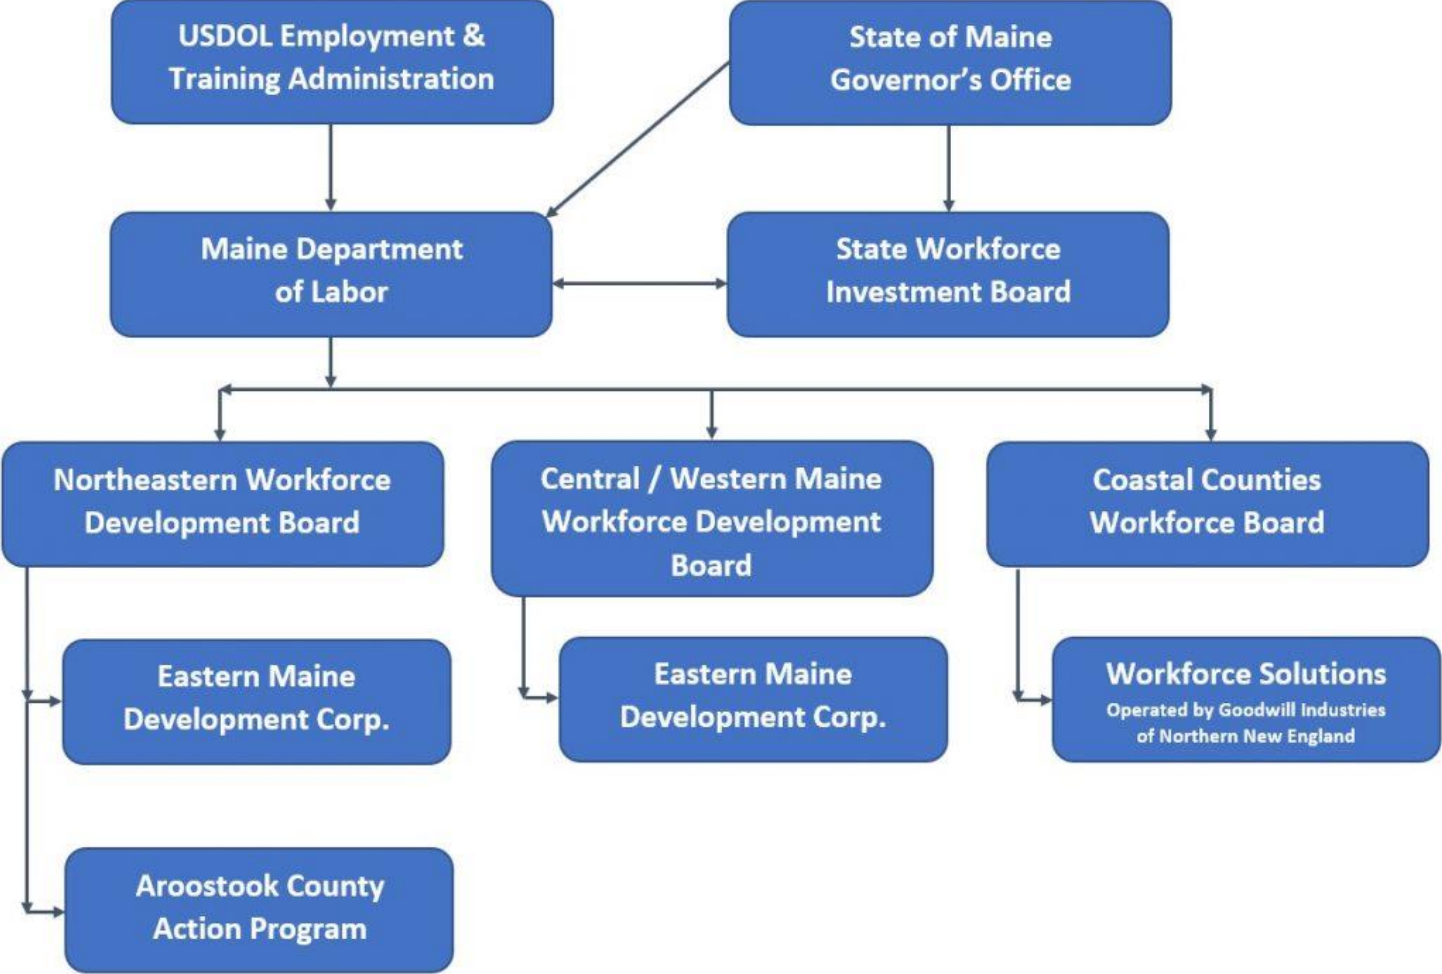 USDOL Employment &
Training Administration
State of Maine
Governor’s Office
Maine Department
of Labor
State Workforce
Investment Board
Northeastern Workforce
Development Board
Central / Western Maine
Workforce Development
Board
Coastal Counties
Workforce Board
Eastern Maine
Development Corp.
Eastern Maine
Development Corp.
Workforce Solutions
Operated by Goodwill Industries
of Northern New England
Aroostook County
Action Program